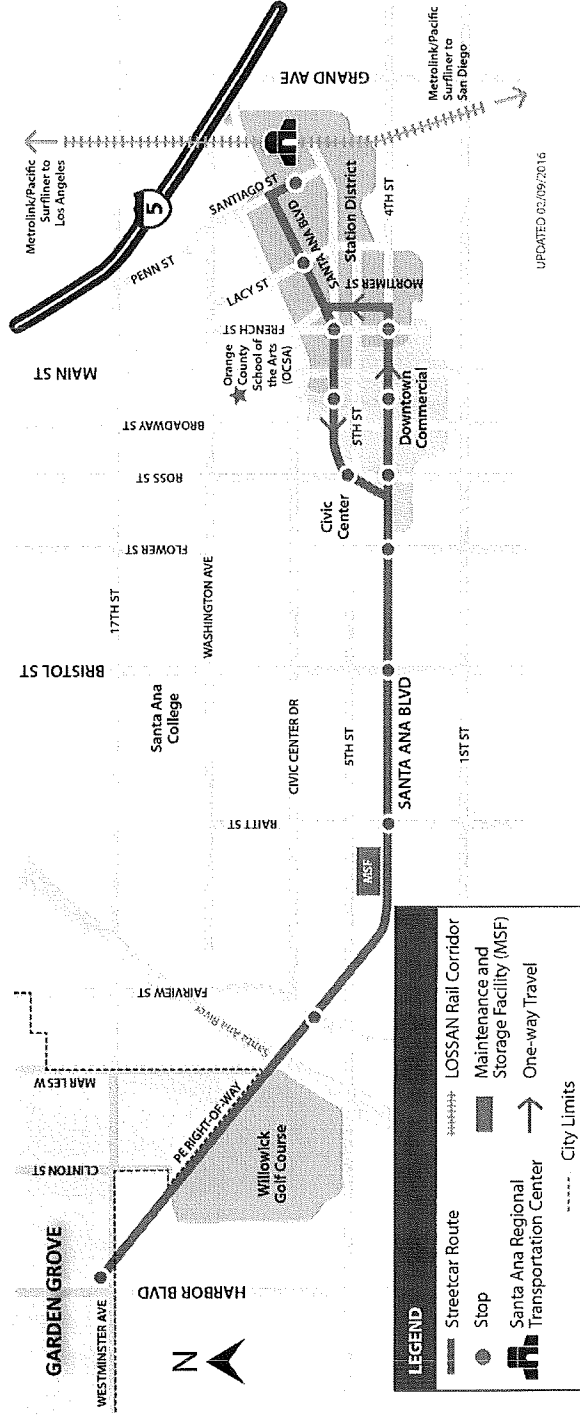 GARDEN GROVE
WESTMINSTER AVE
HARBOR BLVD
CLINTON ST
MAR LES W
FAIRVIEW ST
Santa Ana River
PE RIGHT-OF-WAY
Willowick
Golf Course
N
17TH ST
WASHINGTON AVE
CIVIC CENTER DR
5TH ST
SANTA ANA BLVD
1ST ST
MSF
RAITT ST
Santa Ana
College
BRISTOL ST
FLOWER ST
ROSS ST
BROADWAY ST
MAIN ST
Civic
Center
5TH ST
Downtown
Commercial
Orange
County
School of
the Arts
(OCSA)
FRENCH ST
LACY ST
MORTIMER ST
PENN ST
SANTIAGO ST
SANTA ANA BLVD
SANTA ANA
Station District
4TH ST
GRAND AVE
5
Metrolink/Pacific
Surfliner to
Los Angeles
Metrolink/Pacific
Surfliner to
San Diego
LEGEND
Streetcar Route
Stop
Santa Ana Regional
Transportation Center
LOSSAN Rail Corridor
Maintenance and
Storage Facility (MSF)
One-way Travel
City Limits
UPDATED 02/09/2016